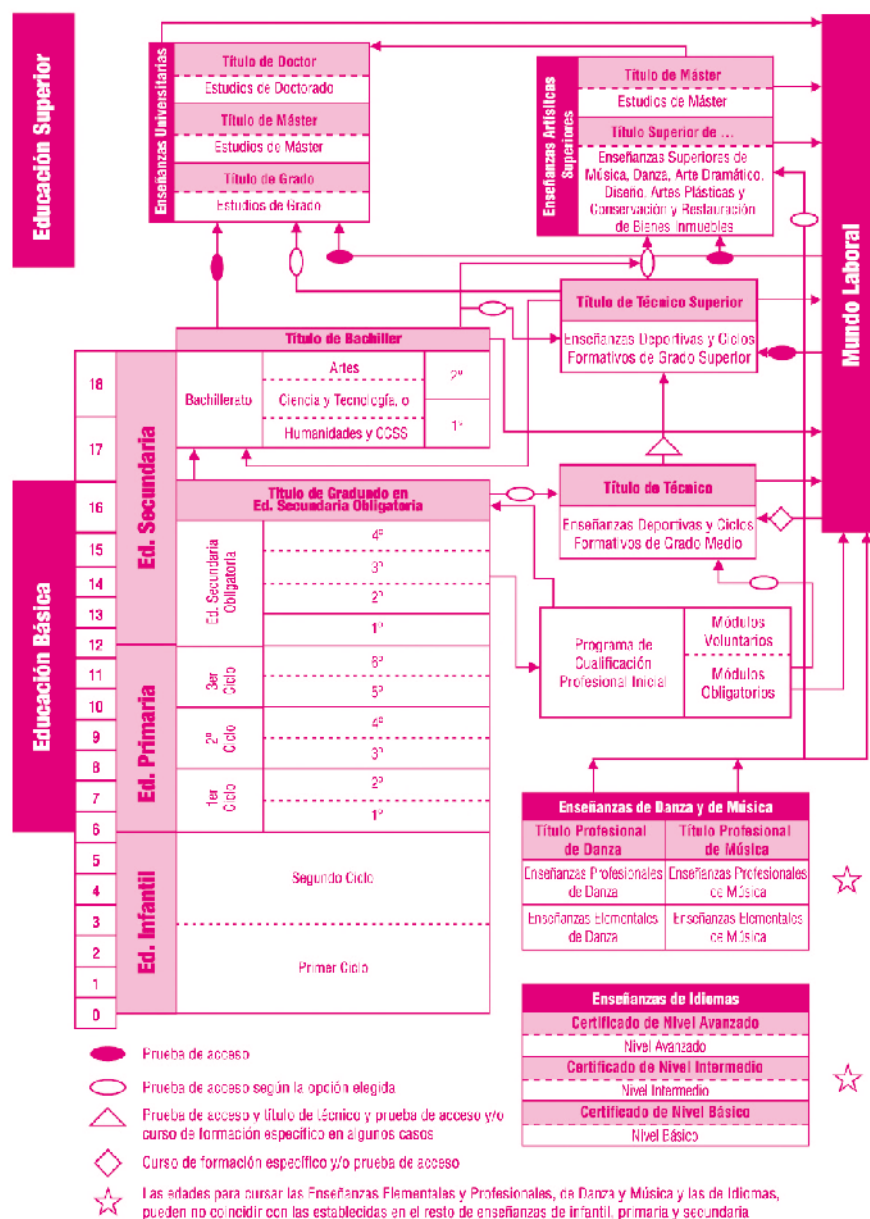 Educación Superior
Enseñanzas Universitarias
Título de Doctor
Estudios de Doctorado
Título de Máster
Estudios de Máster
Título de Grado
Estudios de Grado
Enseñanzas Artísitcas
Superiores
Título de Máster
Estudios de Máster
Título Superior de ...
Enseñanzas Superiores de
Música, Danza, Arte Dramático,
Diseño, Artes Plásticas y
Conservación y Restauración
de Bienes Inmuebles
Mundo Laboral
Título de Técnico Superior
Enseñanzas Deportivas y Ciclos
Formativos de Grado Superior
Título de Bachiller
Bachillerato
Artes
Ciencia y Tecnología, o
Humanidades y CCSS
2º
1º
Educación Básica
Ed. Secundaria
Ed. Primaria
Ed. Infantil
18
17
16
15
14
13
12
11
10
9
8
7
6
5
4
3
2
1
0
Título de Gradundo en
Ed. Secundaria Obligatoria
Ed. Secundaria
Obligatoria
4º
3º
2º
1º
3er
Ciclo
6º
5º
2º
Ciclo
4º
3º
1er
Ciclo
2º
1º
Segundo Ciclo
Primer Ciclo
Título de Técnico
Enseñanzas Deportivas y Ciclos
Formativos de Grado Medio
Programa de
Cualificación
Profesional Inicial
Módulos
Voluntarios
Módulos
Obligatorios
Enseñanzas de Danza y de Música
Título Profesional
de Danza
Título Profesional
de Música
Enseñanzas Profesionales
de Danza
Enseñanzas Profesionales
de Música
Enseñanzas Elementales
de Danza
Enseñanzas Elementales
de Música
Enseñanzas de Idiomas
Certificado de Nivel Avanzado
Nivel Avanzado
Certificado de Nivel Intermedio
Nivel Intermedio
Certificado de Nivel Básico
Nivel Básico
Prueba de acceso
Prueba de acceso según la opción elegida
Prueba de acceso y título de técnico y prueba de acceso y/o
curso de formación específico en algunos casos
Curso de formación específico y/o prueba de acceso
Las edades para cursar las Enseñanzas Elementales y Profesionales, de Danza y Música y las de Idiomas,
pueden no coincidir con las establecidas en el resto de enseñanzas de infantil, primaria y secundaria